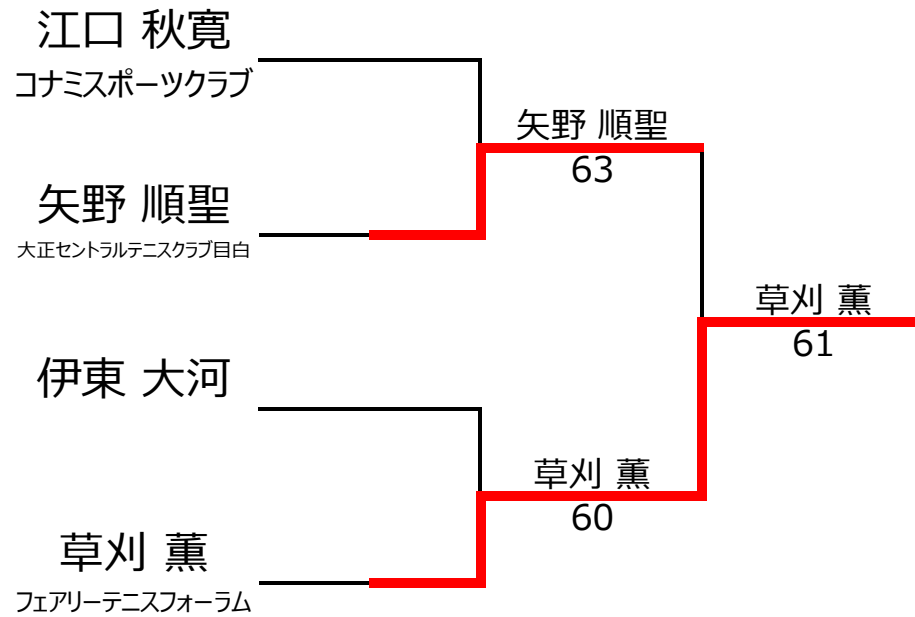 江口 秋寛
コナミスポーツクラブ
矢野 順聖
63
矢野 順聖
大正セントラルテニスクラブ目白
草刈 薫
61
伊東 大河
草刈 薫
60
草刈 薫
フェアリーテニスフォーラム